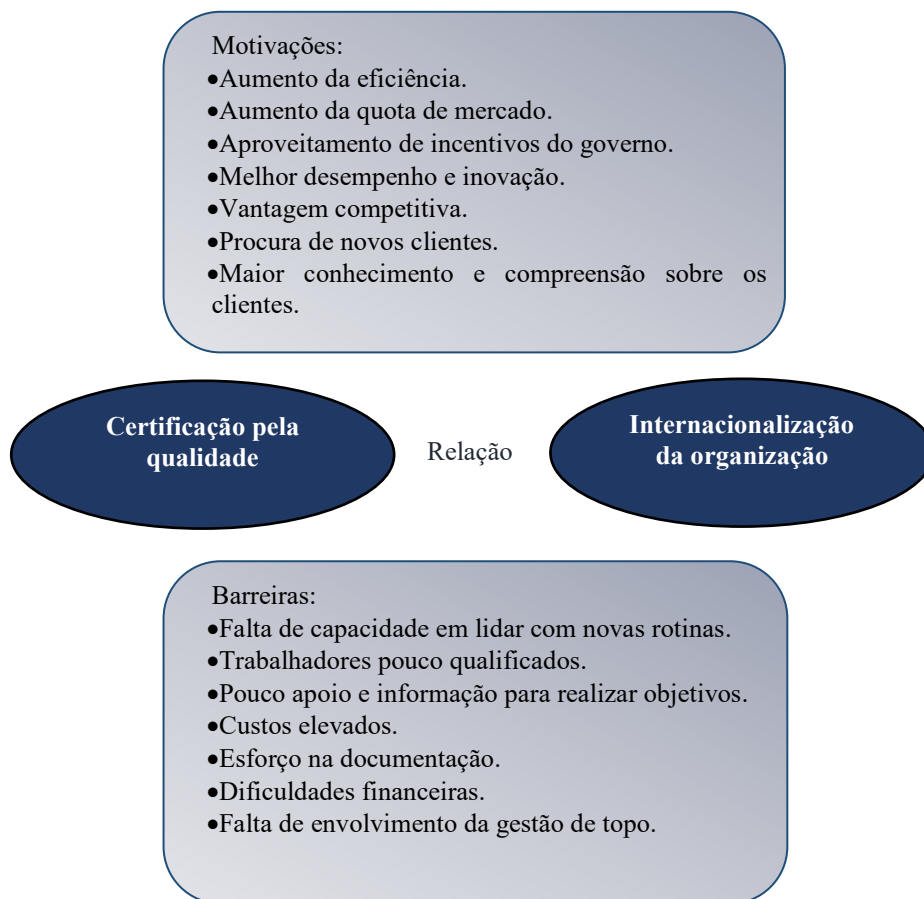 Motivações:
•Aumento da eficiência.
•Aumento da quota de mercado.
•Aproveitamento de incentivos do governo.
•Melhor desempenho e inovação.
•Vantagem competitiva.
•Procura de novos clientes.
•Maior conhecimento e compreensão sobre os
clientes.
Certificação pela
qualidade
Relação
Internacionalização
da organização
Barreiras:
•Falta de capacidade em lidar com novas rotinas.
•Trabalhadores pouco qualificados.
•Pouco apoio e informação para realizar objetivos.
•Custos elevados.
•Esforço na documentação.
•Dificuldades financeiras.
•Falta de envolvimento da gestão de topo.